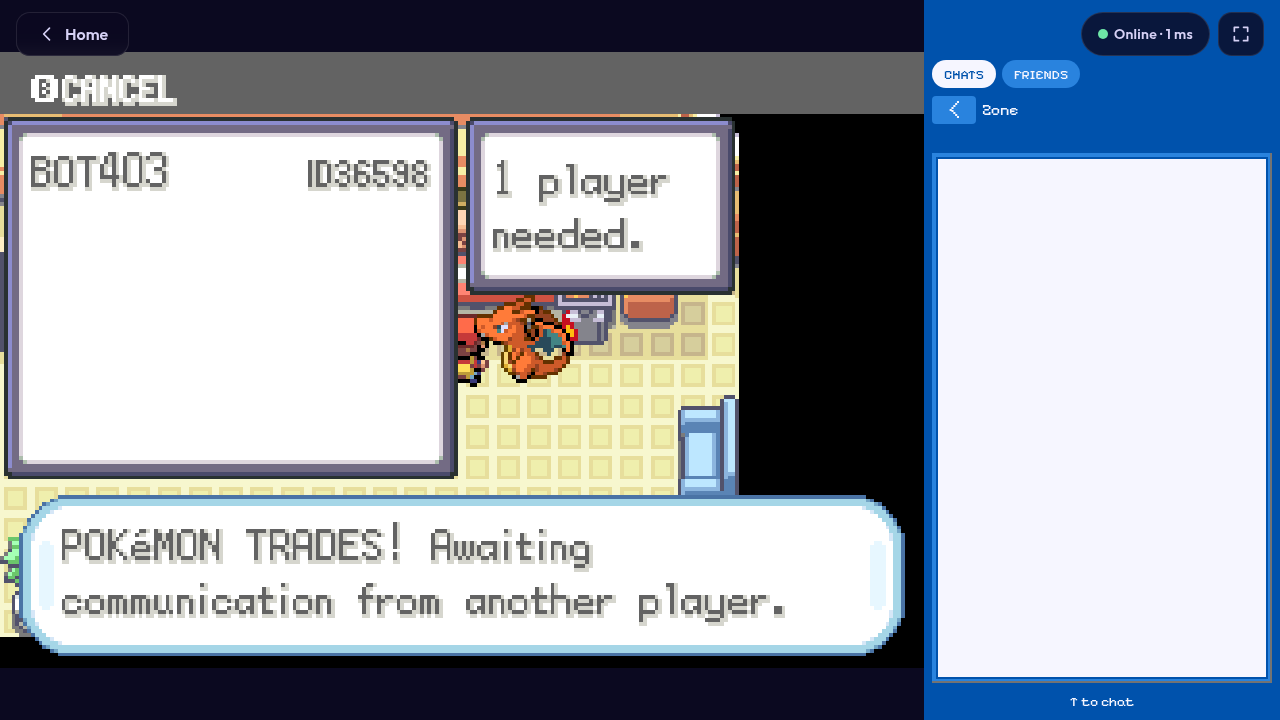 Home
B CANCEL
BOT403 ID36598
1 player
needed.
POKéMON TRADES! Awaiting
communication from another player.
Online · 1 ms
CHATS FRIENDS
Zone
↑ to chat